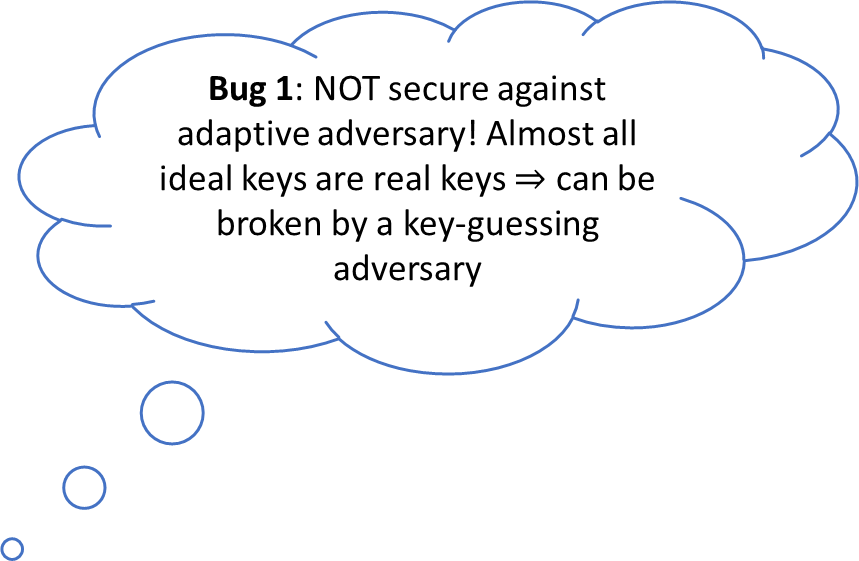 Bug 1: NOT secure against
adaptive adversary! Almost all
ideal keys are real keys ⇒ can be
broken by a key-guessing
adversary